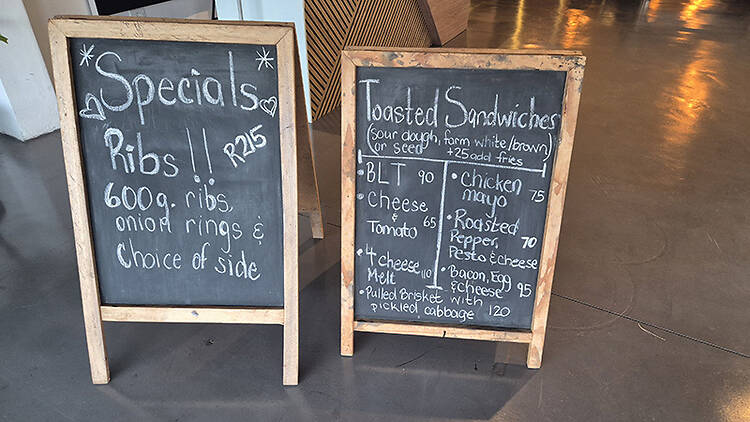 Specials
Ribs!! R215
600g. ribs,
onion rings &
Choice of side
Toasted Sandwiches
(sour dough, farm white/brown)
or seed +25 add fries
• BLT 90
• Cheese
&
Tomato 65
• 4 cheese
Melt 110
• Chicken
mayo 75
• Roasted
Pepper, 70
Pesto & cheese
• Bacon, Egg
& cheese 95
• Pulled Brisket with
pickled cabbage 120